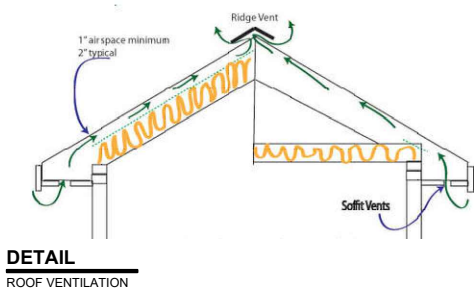 Ridge Vent
1" airspace minimum
2" typical
Soffit Vents
DETAIL
ROOF VENTILATION